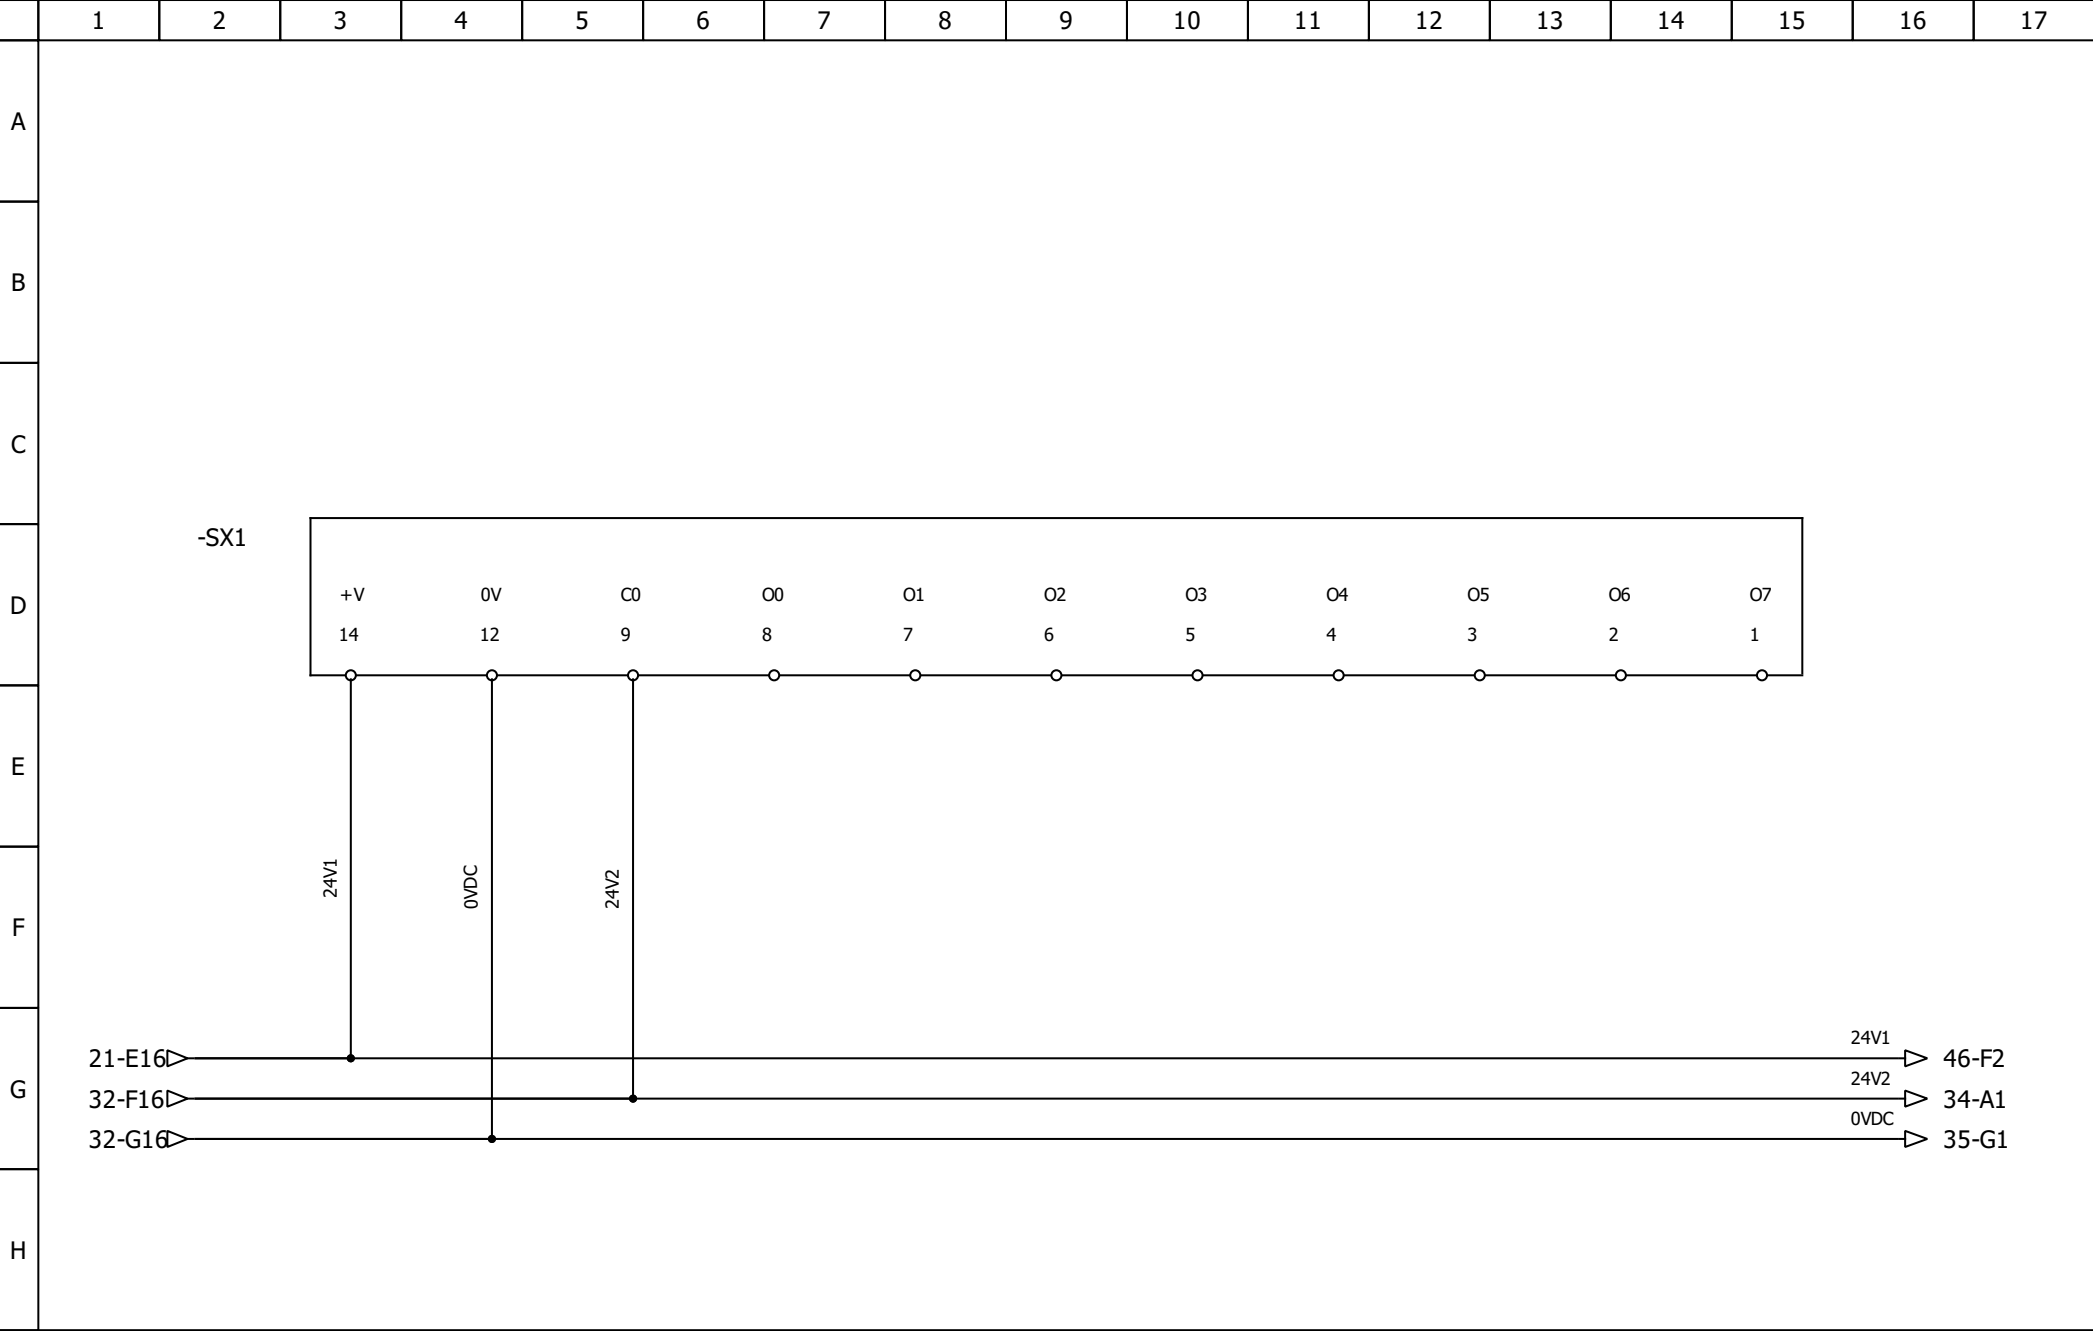 1 2 3 4 5 6 7 8 9 10 11 12 13 14 15 16 17
A
B
C
-SX1
D
+V 0V C0 O0 O1 O2 O3 O4 O5 O6 O7
14 12 9 8 7 6 5 4 3 2 1
E
24V1 0VDC 24V2
F
24V1
21-E16 46-F2
24V2
G
32-F16 34-A1
0VDC
32-G16 35-G1
H